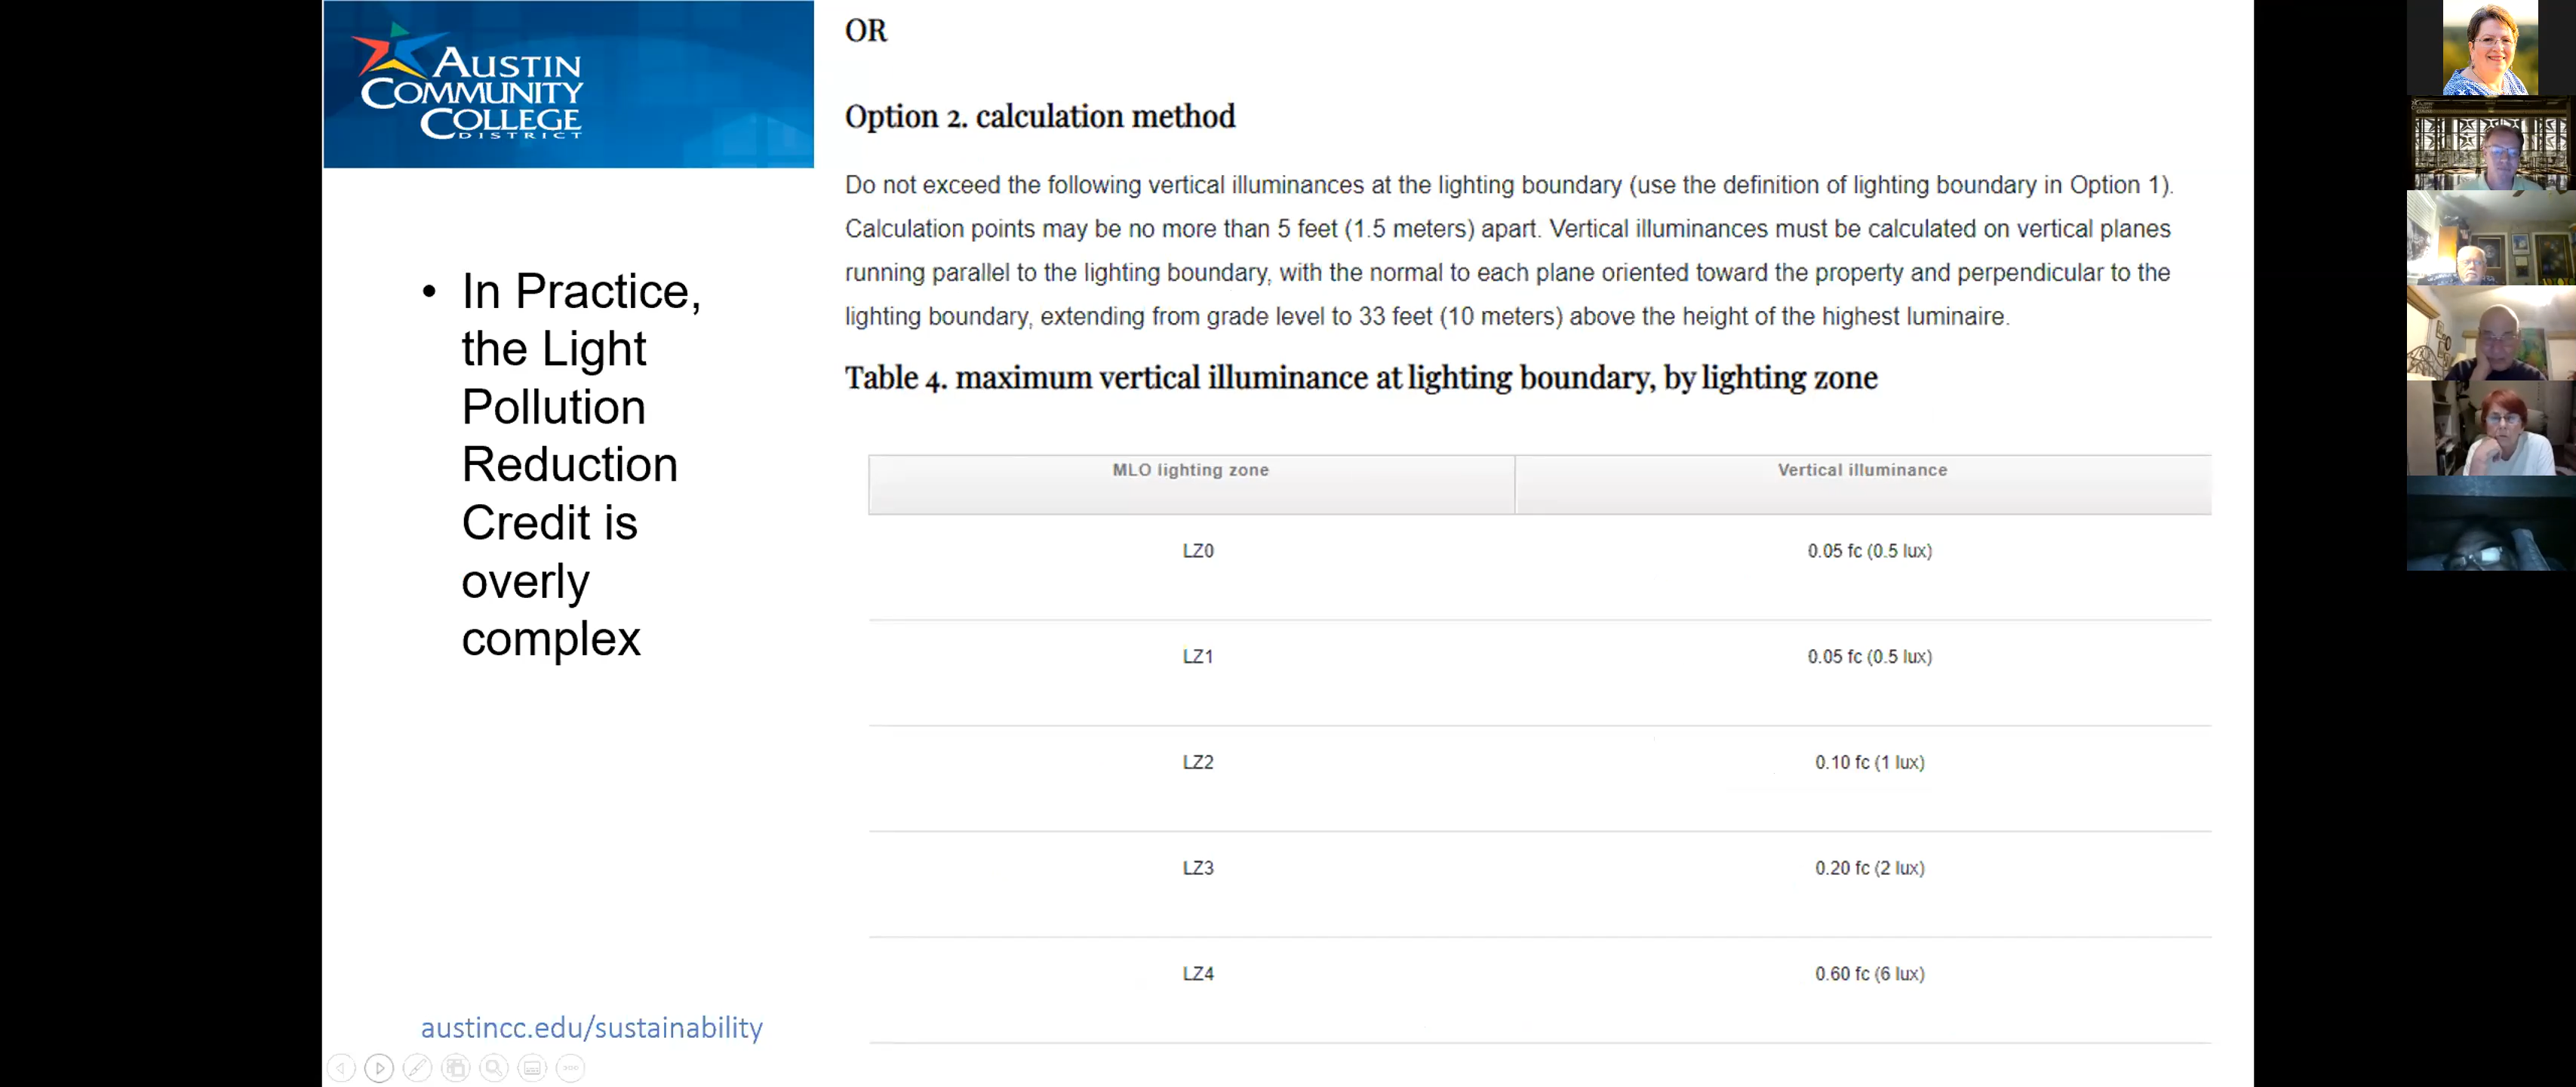 AUSTIN
COMMUNITY
COLLEGE
DISTRICT
• In Practice,
the Light
Pollution
Reduction
Credit is
overly
complex
austincc.edu/sustainability
OR
Option 2. calculation method
Do not exceed the following vertical illuminances at the lighting boundary (use the definition of lighting boundary in Option 1).
Calculation points may be no more than 5 feet (1.5 meters) apart. Vertical illuminances must be calculated on vertical planes
running parallel to the lighting boundary, with the normal to each plane oriented toward the property and perpendicular to the
lighting boundary, extending from grade level to 33 feet (10 meters) above the height of the highest luminaire.
Table 4. maximum vertical illuminance at lighting boundary, by lighting zone
MLO lighting zone Vertical illuminance
LZ0 0.05 fc (0.5 lux)
LZ1 0.05 fc (0.5 lux)
LZ2 0.10 fc (1 lux)
LZ3 0.20 fc (2 lux)
LZ4 0.60 fc (6 lux)